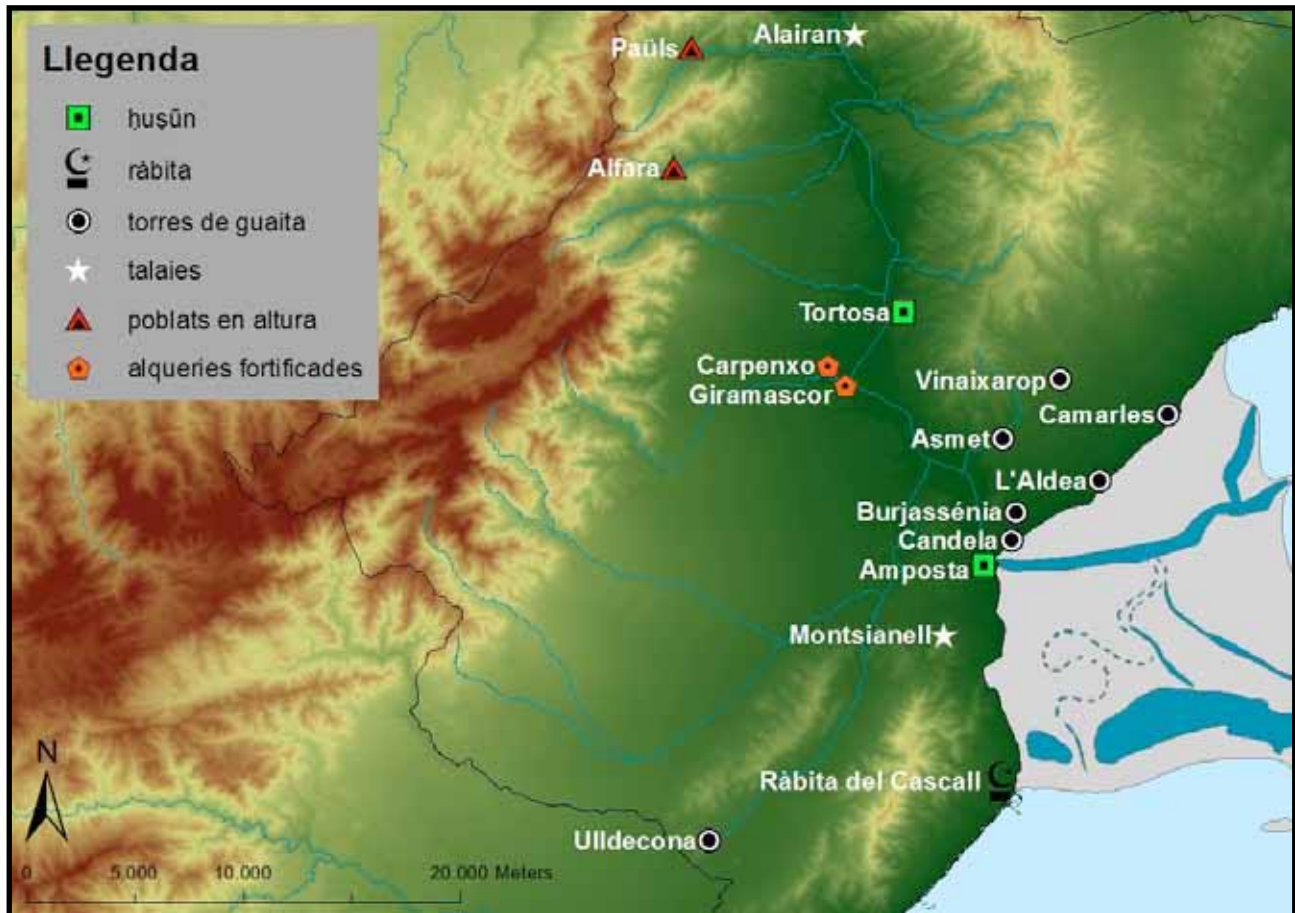 Llegenda
ḥuṣūn
ràbita
torres de guaita
talaies
poblats en altura
alqueries fortificades
Paüls
Alairan
Alfara
Tortosa
Carpenxo
Giramascor
Vinaixarop
Camarles
Asmet
L'Aldea
Burjassénia
Candela
Amposta
Montsianell
Ràbita del Cascall
Ulldecona
N
0 5.000 10.000 20.000 Meters